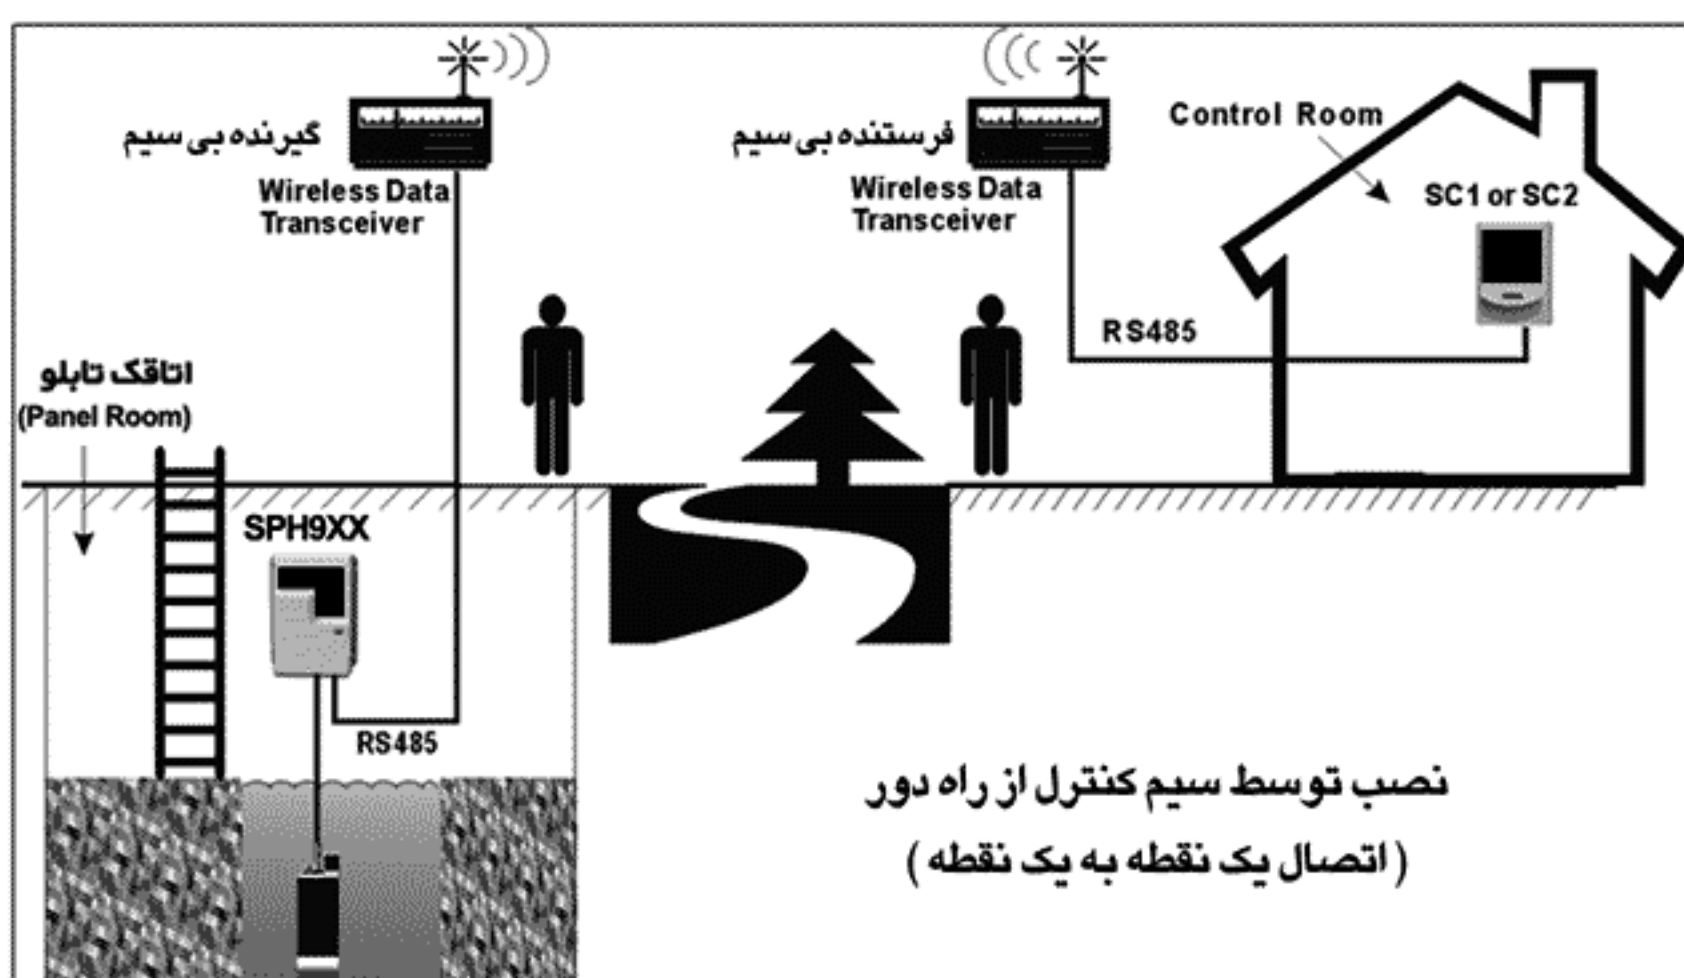 گیرنده بی سیم
Wireless Data
Transceiver
فرستنده بی سیم
Wireless Data
Transceiver
Control Room
SC1 or SC2
RS485
اتاقک تابلو
(Panel Room)
SPH9XX
RS485
نصب توسط سیم کنترل از راه دور
( اتصال یک نقطه به یک نقطه )